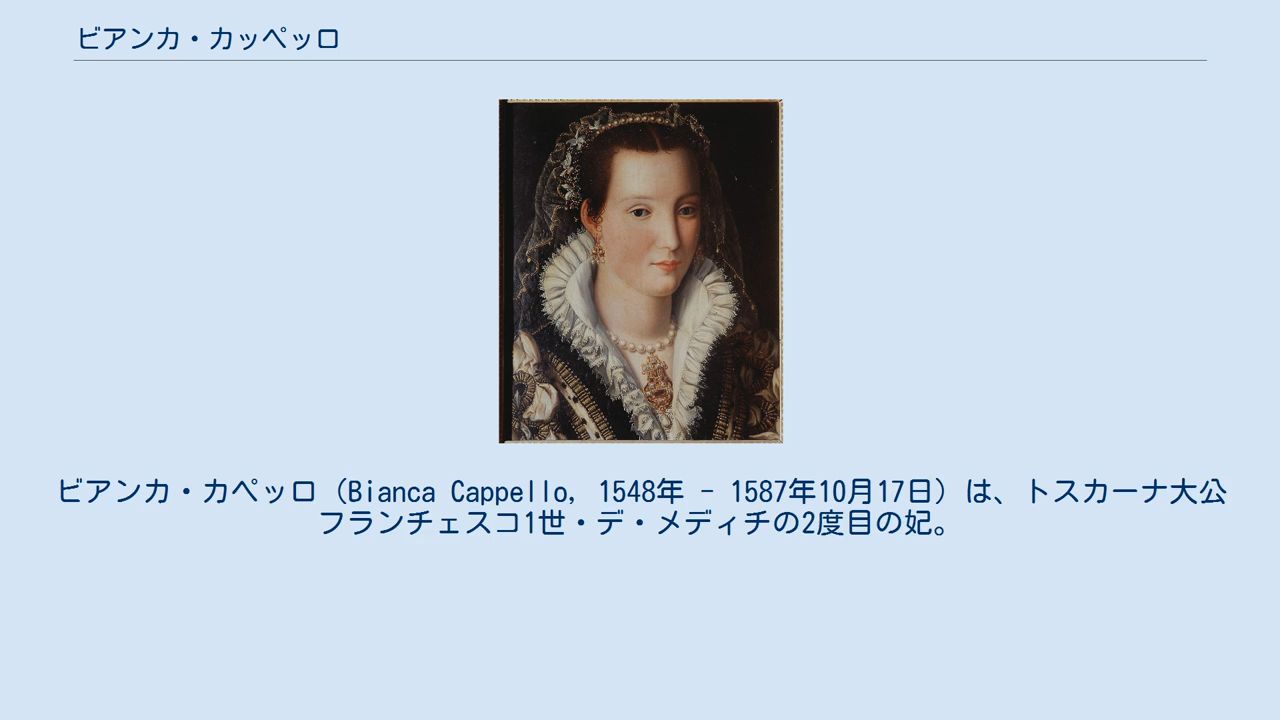 ビアンカ・カッペッロ
ビアンカ・カペッロ（Bianca Cappello, 1548年 - 1587年10月17日）は、トスカーナ大公
フランチェスコ1世・デ・メディチの2度目の妃。